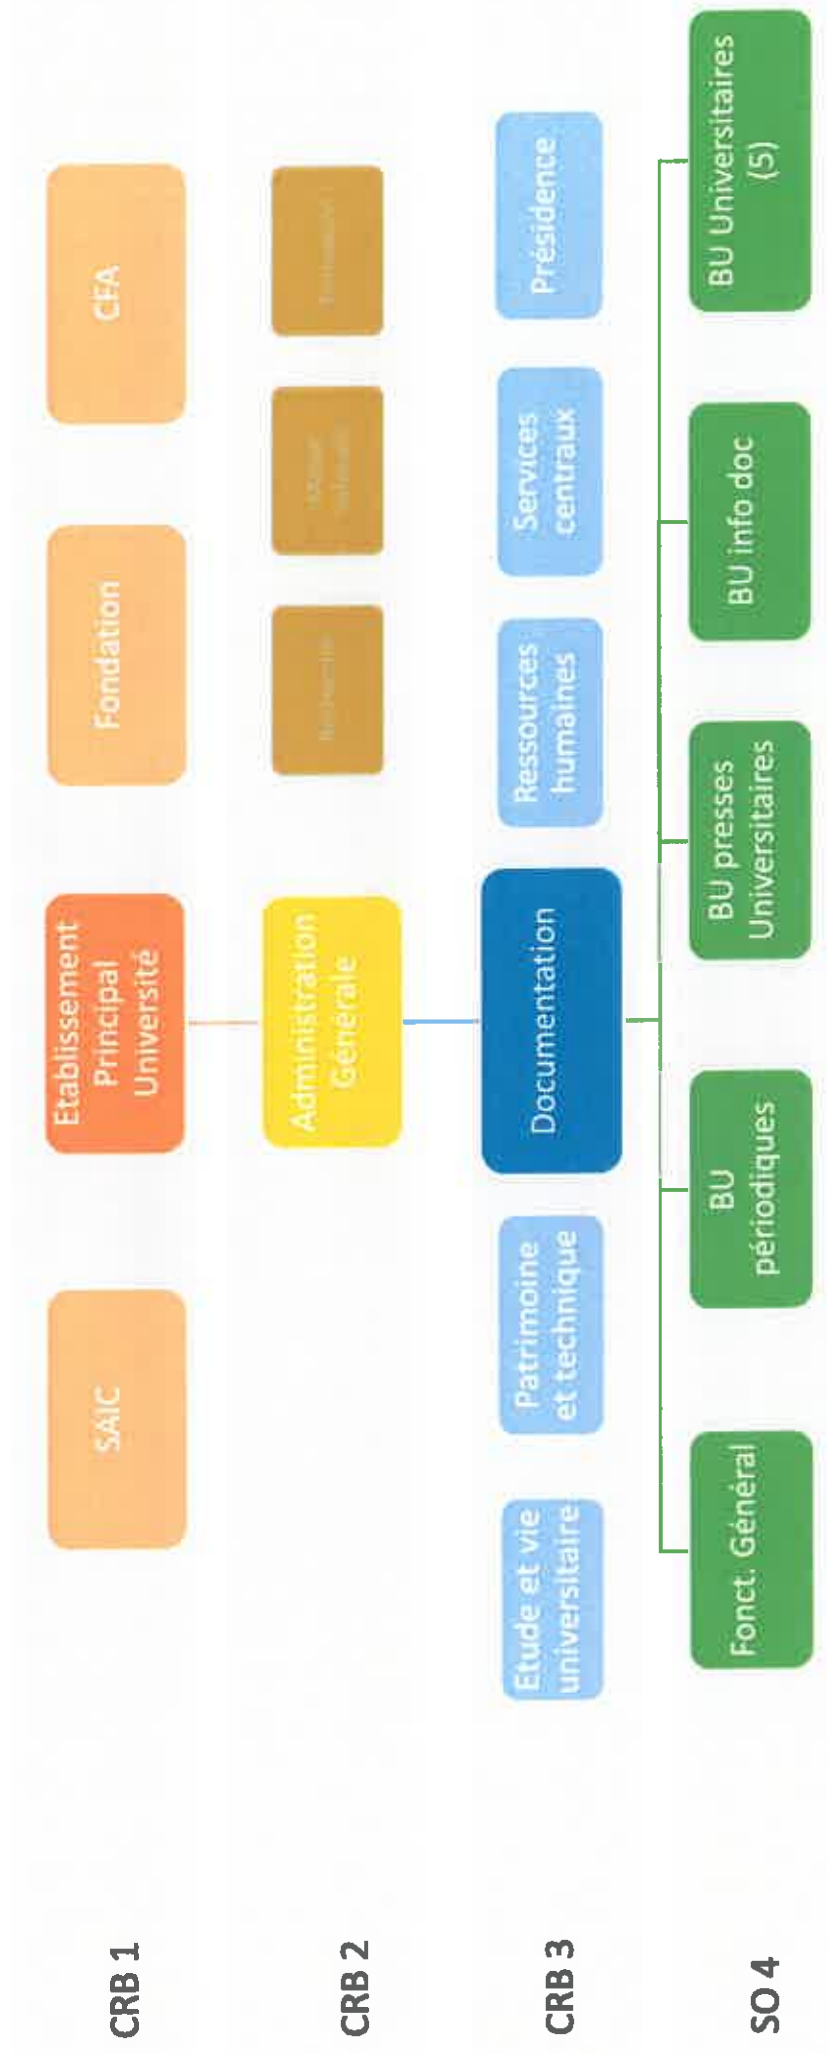 CRB 1
SAIC
Etablissement
Principal
Université
Fondation
CFA
CRB 2
Administration
Générale
Recherche
CRB 3
Etude et vie
universitaire
Patrimoine
et technique
Documentation
Ressources
humaines
Services
centraux
Présidence
SO 4
Fonct. Général
BU
périodiques
BU presses
Universitaires
BU info doc
BU Universitaires
(5)